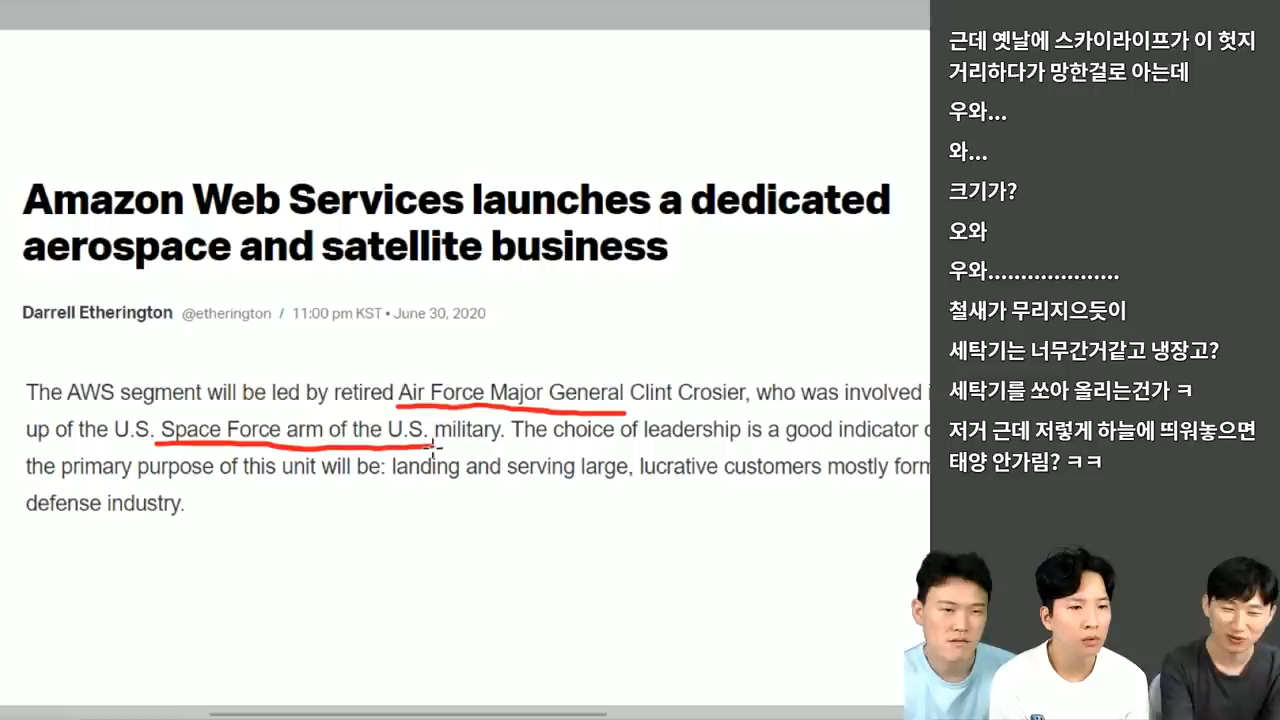 Amazon Web Services launches a dedicated
aerospace and satellite business
Darrell Etherington @etherington / 11:00 pm KST • June 30, 2020
The AWS segment will be led by retired Air Force Major General Clint Crosier, who was involved
up of the U.S. Space Force arm of the U.S. military. The choice of leadership is a good indicator
the primary purpose of this unit will be: landing and serving large, lucrative customers mostly
defense industry.
근데 옛날에 스카이라이프가 이 헛지
거리하다가 망한걸로 아는데
우와...
와...
크기가?
오와
우와....................
철새가 무리지으듯이
세탁기는 너무간거같고 냉장고?
세탁기를 쏘아 올리는건가 ㅋ
저거 근데 저렇게 하늘에 띄워놓으면
태양 안가림? ㅋㅋ